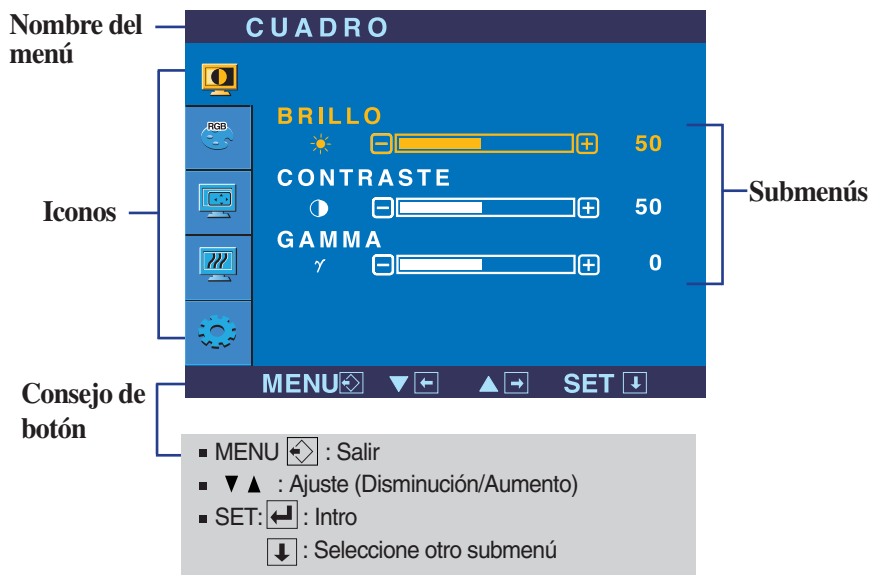 Nombre del
menú
CUADRO
RGB
BRILLO
50
CONTRASTE
50
GAMMA
γ
0
Iconos
Submenús
MENU ▼ ← ▲ → SET ↓
Consejo de
botón
▪ MENU : Salir
▪ ▼ ▲ : Ajuste (Disminución/Aumento)
▪ SET: ↵ : Intro
↓ : Seleccione otro submenú